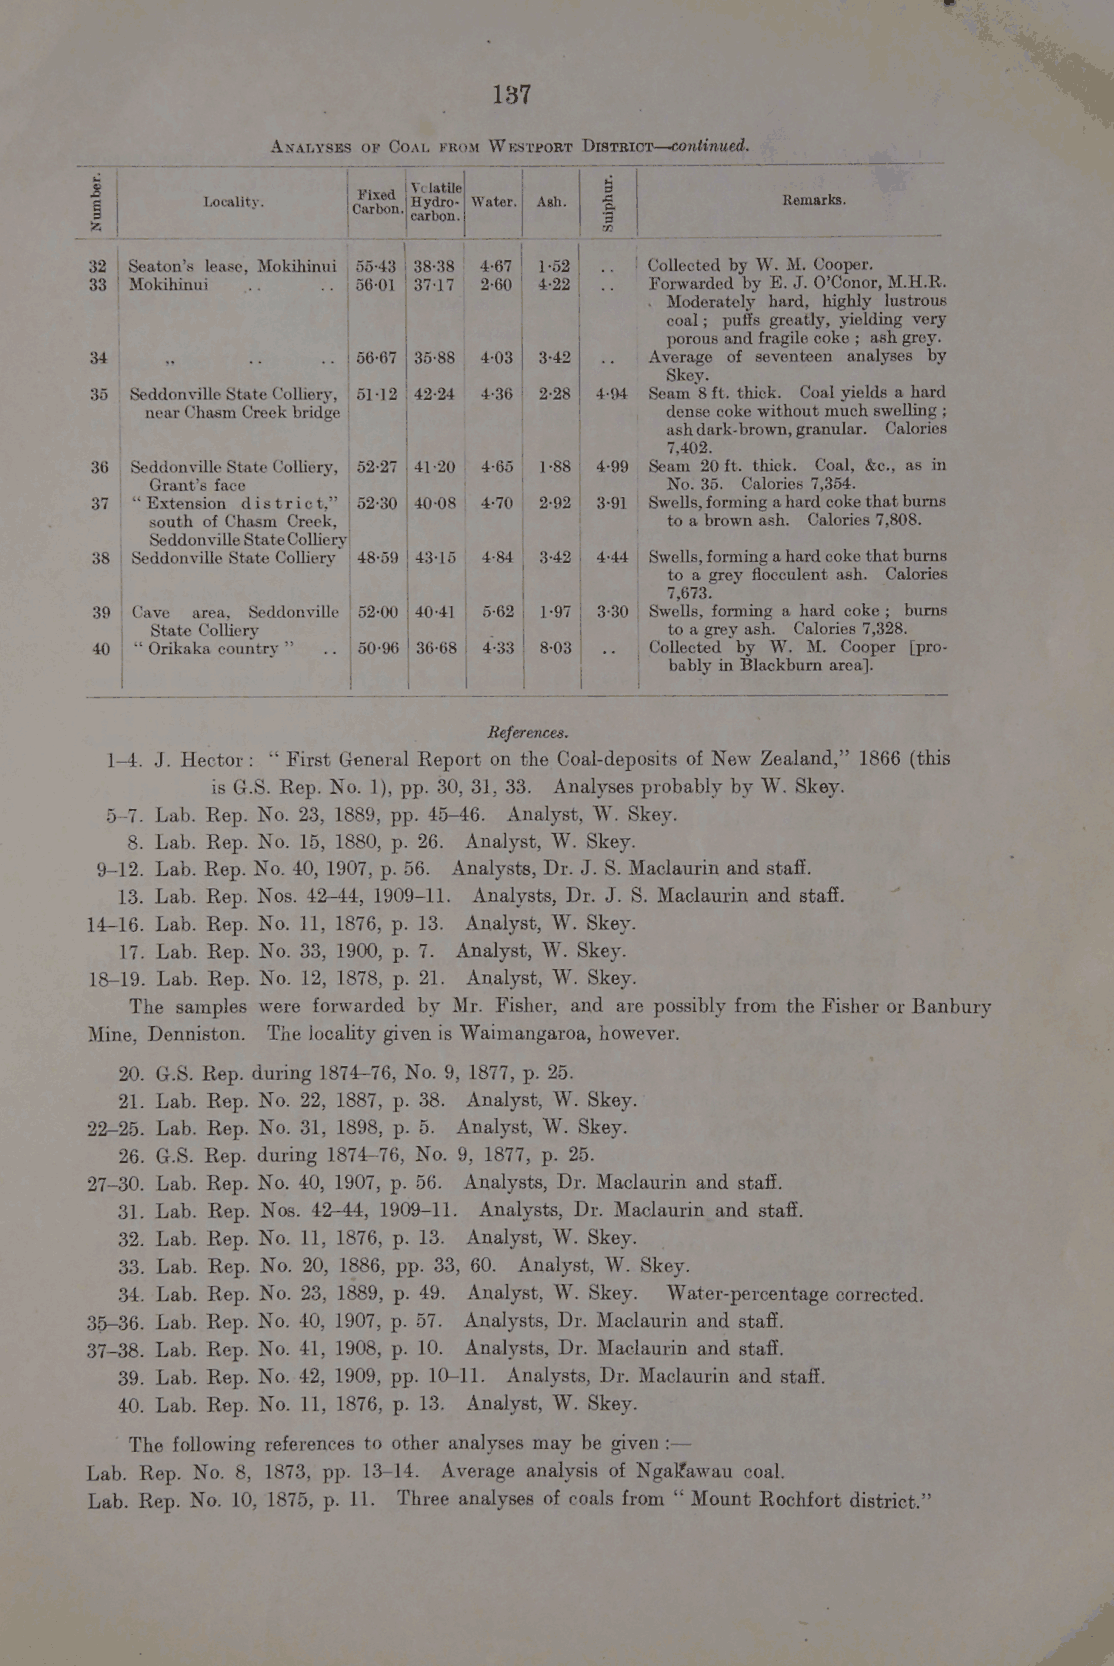 137
ANALYSES OF COAL FROM WESTPORT DISTRICT—continued.
Number. Locality. Fixed Carbon. Volatile Hydro-carbon. Water. Ash. Sulphur. Remarks.
32 Seaton's lease, Mokihinui 55·43 38·38 4·67 1·52 .. Collected by W. M. Cooper.
33 Mokihinui .. .. 56·01 37·17 2·60 4·22 .. Forwarded by E. J. O'Conor, M.H.R.
Moderately hard, highly lustrous
coal; puffs greatly, yielding very
porous and fragile coke; ash grey.
34 ,, .. .. 56·67 35·88 4·03 3·42 .. Average of seventeen analyses by
Skey.
35 Seddonville State Colliery, 51·12 42·24 4·36 2·28 4·94 Seam 8 ft. thick. Coal yields a hard
near Chasm Creek bridge dense coke without much swelling;
ash dark-brown, granular. Calories
7,402.
36 Seddonville State Colliery, 52·27 41·20 4·65 1·88 4·99 Seam 20 ft. thick. Coal, &c., as in
Grant's face No. 35. Calories 7,354.
37 "Extension district," 52·30 40·08 4·70 2·92 3·91 Swells, forming a hard coke that burns
south of Chasm Creek, to a brown ash. Calories 7,808.
Seddonville State Colliery
38 Seddonville State Colliery 48·59 43·15 4·84 3·42 4·44 Swells, forming a hard coke that burns
to a grey flocculent ash. Calories
7,673.
39 Cave area, Seddonville 52·00 40·41 5·62 1·97 3·30 Swells, forming a hard coke; burns
State Colliery to a grey ash. Calories 7,328.
40 "Orikaka country" .. 50·96 36·68 4·33 8·03 .. Collected by W. M. Cooper [pro-
bably in Blackburn area].
References.
1–4. J. Hector: "First General Report on the Coal-deposits of New Zealand," 1866 (this
is G.S. Rep. No. 1), pp. 30, 31, 33. Analyses probably by W. Skey.
5–7. Lab. Rep. No. 23, 1889, pp. 45–46. Analyst, W. Skey.
8. Lab. Rep. No. 15, 1880, p. 26. Analyst, W. Skey.
9–12. Lab. Rep. No. 40, 1907, p. 56. Analysts, Dr. J. S. Maclaurin and staff.
13. Lab. Rep. Nos. 42–44, 1909–11. Analysts, Dr. J. S. Maclaurin and staff.
14–16. Lab. Rep. No. 11, 1876, p. 13. Analyst, W. Skey.
17. Lab. Rep. No. 33, 1900, p. 7. Analyst, W. Skey.
18–19. Lab. Rep. No. 12, 1878, p. 21. Analyst, W. Skey.
The samples were forwarded by Mr. Fisher, and are possibly from the Fisher or Banbury
Mine, Denniston. The locality given is Waimangaroa, however.
20. G.S. Rep. during 1874–76, No. 9, 1877, p. 25.
21. Lab. Rep. No. 22, 1887, p. 38. Analyst, W. Skey.
22–25. Lab. Rep. No. 31, 1898, p. 5. Analyst, W. Skey.
26. G.S. Rep. during 1874–76, No. 9, 1877, p. 25.
27–30. Lab. Rep. No. 40, 1907, p. 56. Analysts, Dr. Maclaurin and staff.
31. Lab. Rep. Nos. 42–44, 1909–11. Analysts, Dr. Maclaurin and staff.
32. Lab. Rep. No. 11, 1876, p. 13. Analyst, W. Skey.
33. Lab. Rep. No. 20, 1886, pp. 33, 60. Analyst, W. Skey.
34. Lab. Rep. No. 23, 1889, p. 49. Analyst, W. Skey. Water-percentage corrected.
35–36. Lab. Rep. No. 40, 1907, p. 57. Analysts, Dr. Maclaurin and staff.
37–38. Lab. Rep. No. 41, 1908, p. 10. Analysts, Dr. Maclaurin and staff.
39. Lab. Rep. No. 42, 1909, pp. 10–11. Analysts, Dr. Maclaurin and staff.
40. Lab. Rep. No. 11, 1876, p. 13. Analyst, W. Skey.
The following references to other analyses may be given:—
Lab. Rep. No. 8, 1873, pp. 13–14. Average analysis of Ngakawau coal.
Lab. Rep. No. 10, 1875, p. 11. Three analyses of coals from "Mount Rochfort district."